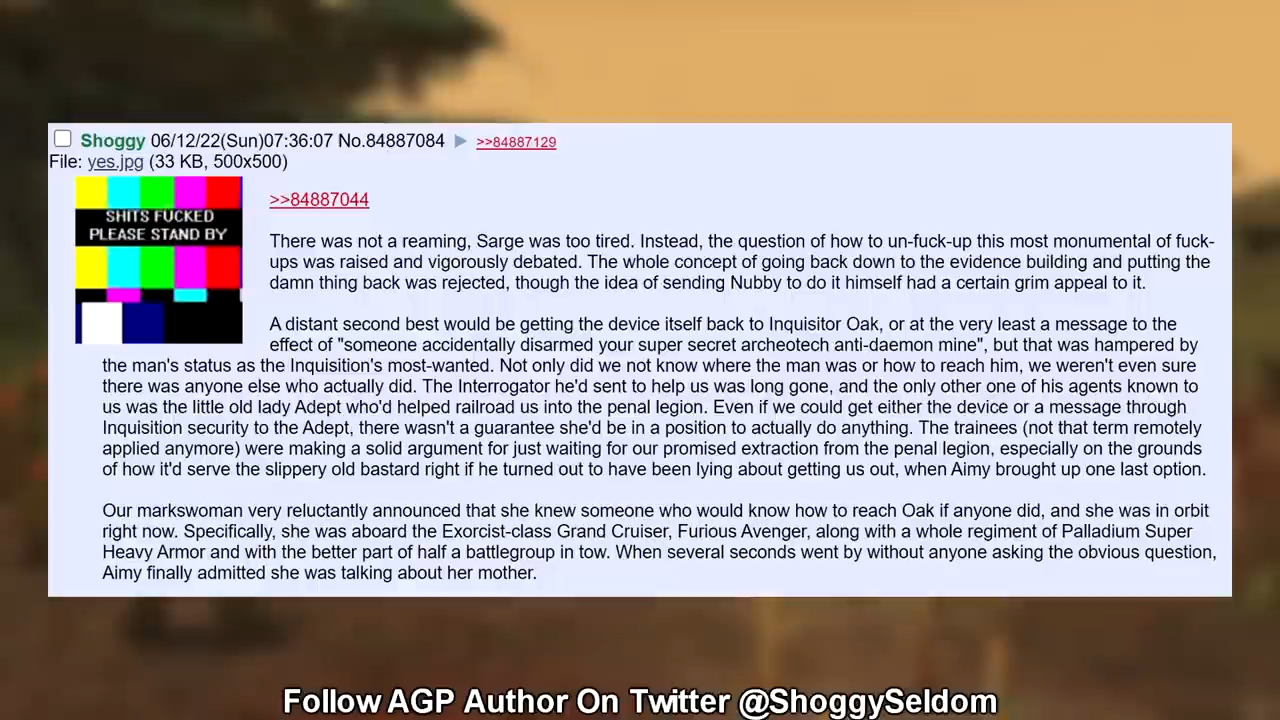 Shoggy 06/12/22(Sun)07:36:07 No.84887084 ▶ >>84887129
File: yes.jpg (33 KB, 500x500)
SHITS FUCKED
PLEASE STAND BY
>>84887044
There was not a reaming, Sarge was too tired. Instead, the question of how to un-fuck-up this most monumental of fuck-
ups was raised and vigorously debated. The whole concept of going back down to the evidence building and putting the
damn thing back was rejected, though the idea of sending Nubby to do it himself had a certain grim appeal to it.
A distant second best would be getting the device itself back to Inquisitor Oak, or at the very least a message to the
effect of "someone accidentally disarmed your super secret archeotech anti-daemon mine", but that was hampered by
the man's status as the Inquisition's most-wanted. Not only did we not know where the man was or how to reach him, we weren't even sure
there was anyone else who actually did. The Interrogator he'd sent to help us was long gone, and the only other one of his agents known to
us was the little old lady Adept who'd helped railroad us into the penal legion. Even if we could get either the device or a message through
Inquisition security to the Adept, there wasn't a guarantee she'd be in a position to actually do anything. The trainees (not that term remotely
applied anymore) were making a solid argument for just waiting for our promised extraction from the penal legion, especially on the grounds
of how it'd serve the slippery old bastard right if he turned out to have been lying about getting us out, when Aimy brought up one last option.
Our markswoman very reluctantly announced that she knew someone who would know how to reach Oak if anyone did, and she was in orbit
right now. Specifically, she was aboard the Exorcist-class Grand Cruiser, Furious Avenger, along with a whole regiment of Palladium Super
Heavy Armor and with the better part of half a battlegroup in tow. When several seconds went by without anyone asking the obvious question,
Aimy finally admitted she was talking about her mother.
Follow AGP Author On Twitter @ShoggySeldom